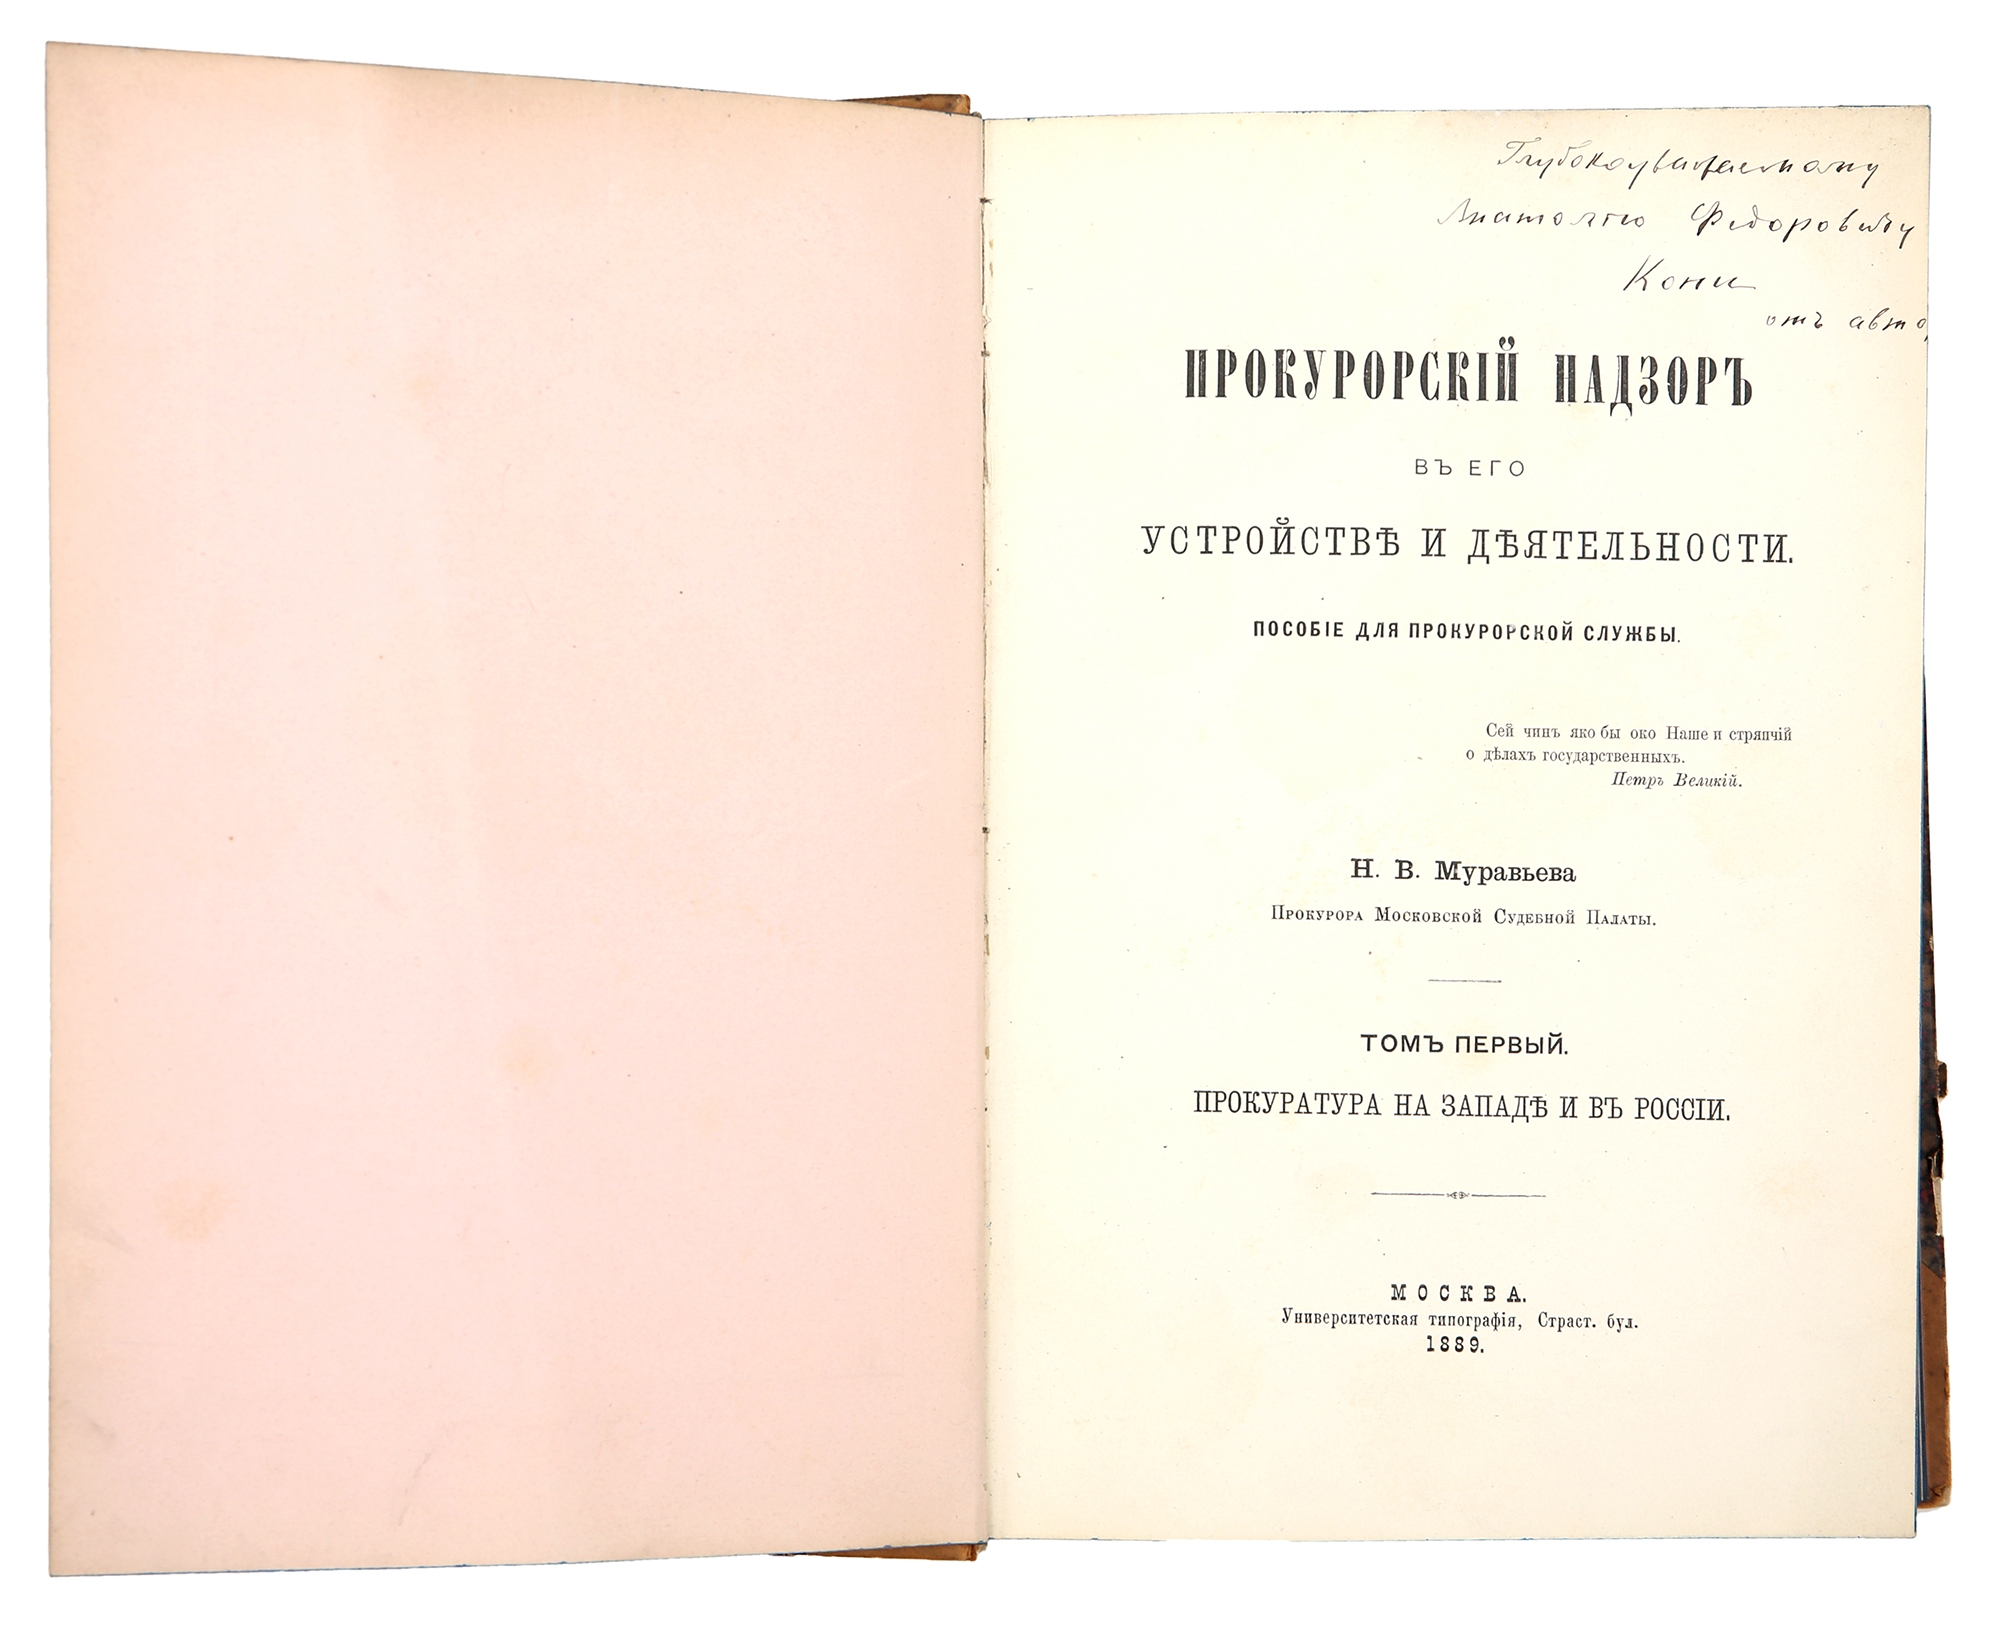 Глубокоуважаемому
Анатолію Федоровичу
Кони
отъ авто
ПРОКУРОРСКІЙ НАДЗОРЪ
ВЪ ЕГО
УСТРОЙСТВѢ И ДѢЯТЕЛЬНОСТИ.
ПОСОБІЕ ДЛЯ ПРОКУРОРСКОЙ СЛУЖБЫ.
Сей чинъ яко бы око Наше и стряпчій
о дѣлахъ государственныхъ.
Петръ Великій.
Н. В. Муравьева
Прокурора Московской Судебной Палаты.
ТОМЪ ПЕРВЫЙ.
ПРОКУРАТУРА НА ЗАПАДѢ И ВЪ РОССІИ.
МОСКВА.
Университетская типографія, Страст. бул.
1889.